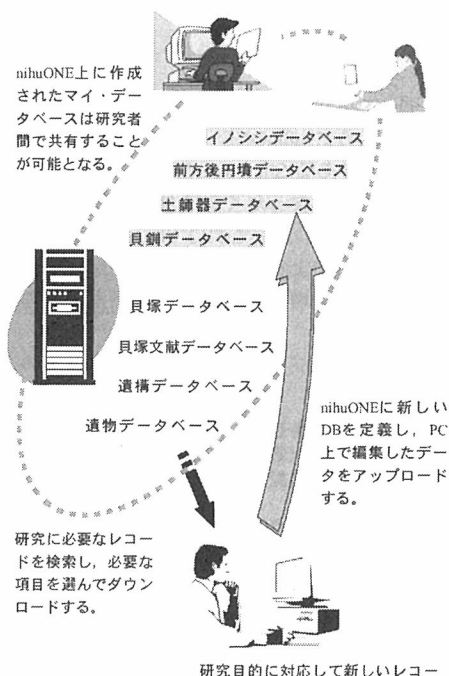 nihuONE上に作成
されたマイ・デー
タベースは研究者
間で共有すること
が可能となる。
イノシシデータベース
前方後円墳データベース
土師器データベース
貝釧データベース
貝塚データベース
貝塚文献データベース
遺構データベース
遺物データベース
nihuONEに新しい
DBを定義し，PC
上で編集したデー
タをアップロード
する。
研究に必要なレコー
ドを検索し，必要な
項目を選んでダウン
ロードする。
研究目的に対応して新しいレコー